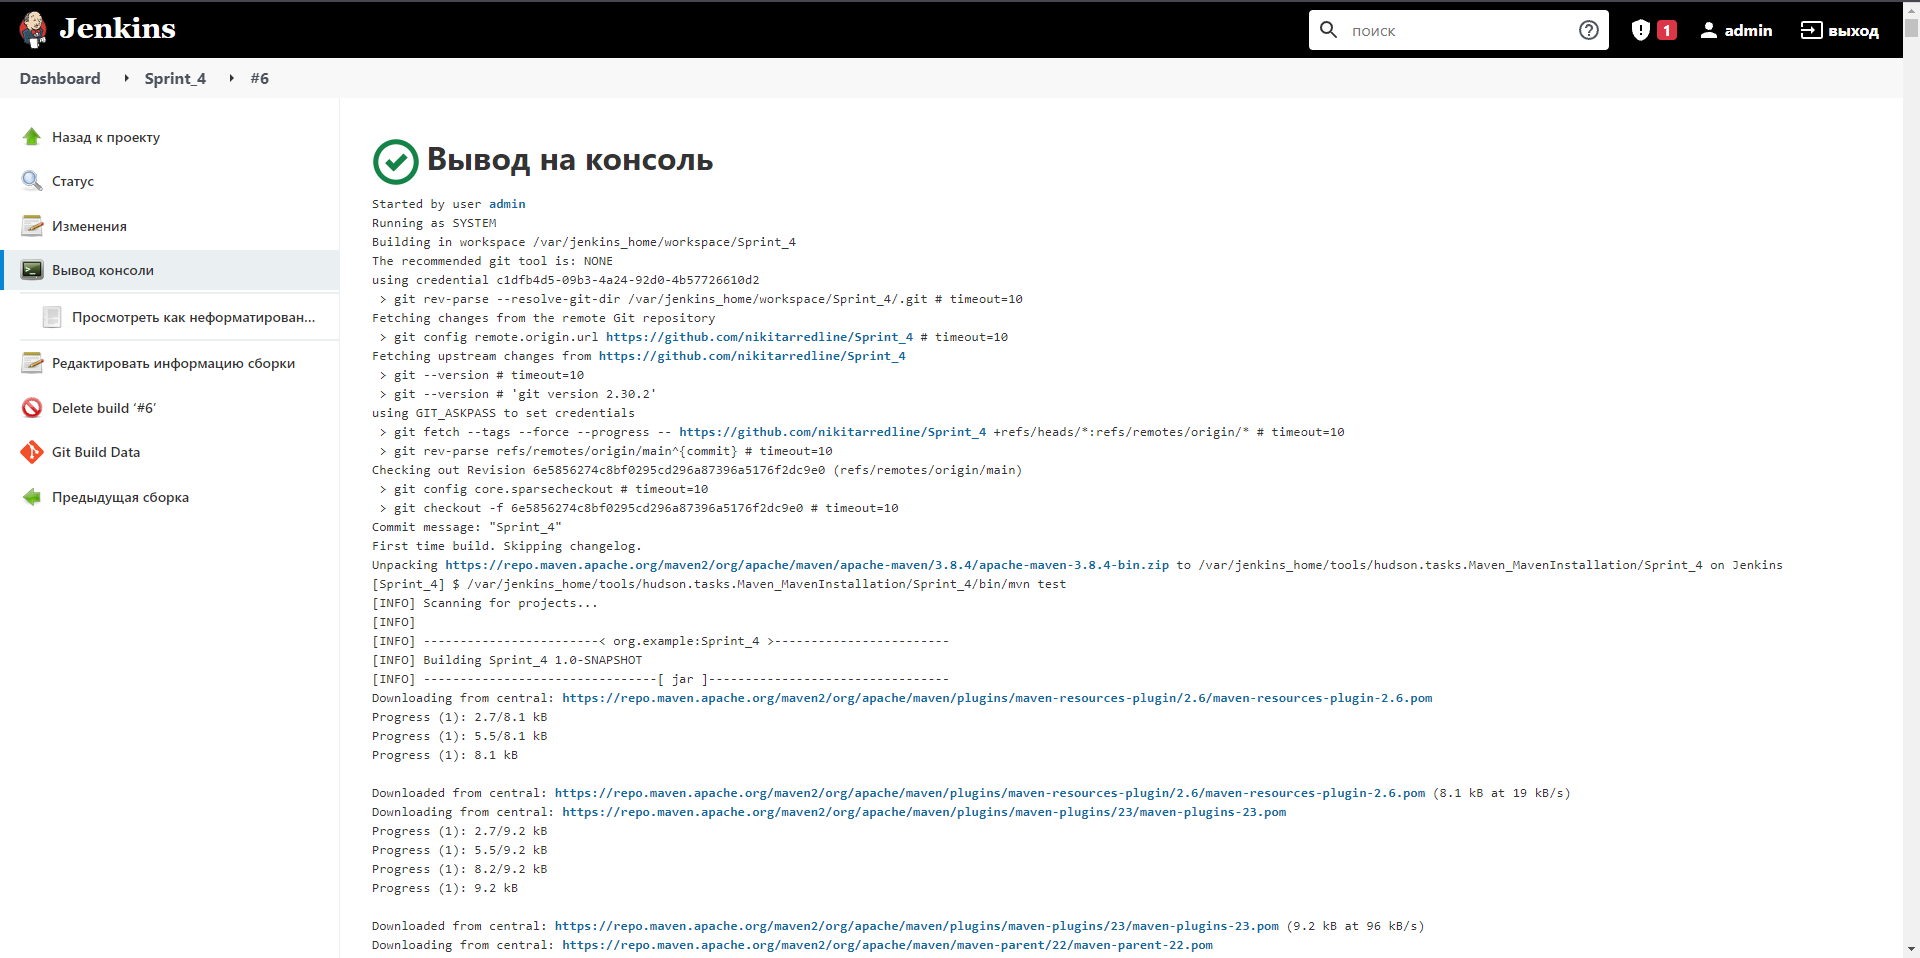 Jenkins
поиск
1
admin
выход
Dashboard
Sprint_4
#6
Назад к проекту
Статус
Изменения
Вывод консоли
Просмотреть как неформатирован...
Редактировать информацию сборки
Delete build ‘#6’
Git Build Data
Предыдущая сборка
Вывод на консоль
Started by user admin
Running as SYSTEM
Building in workspace /var/jenkins_home/workspace/Sprint_4
The recommended git tool is: NONE
using credential c1dfb4d5-09b3-4a24-92d0-4b57726610d2
> git rev-parse --resolve-git-dir /var/jenkins_home/workspace/Sprint_4/.git # timeout=10
Fetching changes from the remote Git repository
> git config remote.origin.url https://github.com/nikitarredline/Sprint_4 # timeout=10
Fetching upstream changes from https://github.com/nikitarredline/Sprint_4
> git --version # timeout=10
> git --version # 'git version 2.30.2'
using GIT_ASKPASS to set credentials
> git fetch --tags --force --progress -- https://github.com/nikitarredline/Sprint_4 +refs/heads/*:refs/remotes/origin/* # timeout=10
> git rev-parse refs/remotes/origin/main^{commit} # timeout=10
Checking out Revision 6e5856274c8bf0295cd296a87396a5176f2dc9e0 (refs/remotes/origin/main)
> git config core.sparsecheckout # timeout=10
> git checkout -f 6e5856274c8bf0295cd296a87396a5176f2dc9e0 # timeout=10
Commit message: "Sprint_4"
First time build. Skipping changelog.
Unpacking https://repo.maven.apache.org/maven2/org/apache/maven/apache-maven/3.8.4/apache-maven-3.8.4-bin.zip to /var/jenkins_home/tools/hudson.tasks.Maven_MavenInstallation/Sprint_4 on Jenkins
[Sprint_4] $ /var/jenkins_home/tools/hudson.tasks.Maven_MavenInstallation/Sprint_4/bin/mvn test
[INFO] Scanning for projects...
[INFO]
[INFO] ------------------------< org.example:Sprint_4 >------------------------
[INFO] Building Sprint_4 1.0-SNAPSHOT
[INFO] --------------------------------[ jar ]---------------------------------
Downloading from central: https://repo.maven.apache.org/maven2/org/apache/maven/plugins/maven-resources-plugin/2.6/maven-resources-plugin-2.6.pom
Progress (1): 2.7/8.1 kB
Progress (1): 5.5/8.1 kB
Progress (1): 8.1 kB
Downloaded from central: https://repo.maven.apache.org/maven2/org/apache/maven/plugins/maven-resources-plugin/2.6/maven-resources-plugin-2.6.pom (8.1 kB at 19 kB/s)
Downloading from central: https://repo.maven.apache.org/maven2/org/apache/maven/plugins/maven-plugins/23/maven-plugins-23.pom
Progress (1): 2.7/9.2 kB
Progress (1): 5.5/9.2 kB
Progress (1): 8.2/9.2 kB
Progress (1): 9.2 kB
Downloaded from central: https://repo.maven.apache.org/maven2/org/apache/maven/plugins/maven-plugins/23/maven-plugins-23.pom (9.2 kB at 96 kB/s)
Downloading from central: https://repo.maven.apache.org/maven2/org/apache/maven/maven-parent/22/maven-parent-22.pom